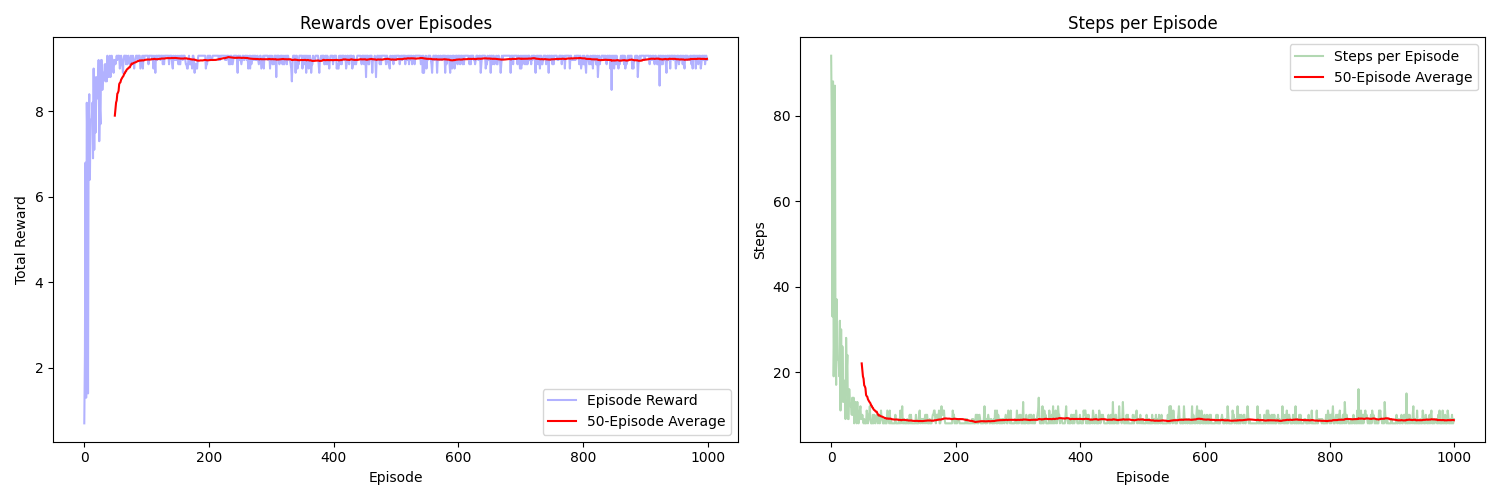 Rewards over Episodes
Total Reward
8
6
4
2
0
200
400
600
800
1000
Episode
Episode Reward
50-Episode Average
Steps per Episode
Steps
80
60
40
20
0
200
400
600
800
1000
Episode
Steps per Episode
50-Episode Average